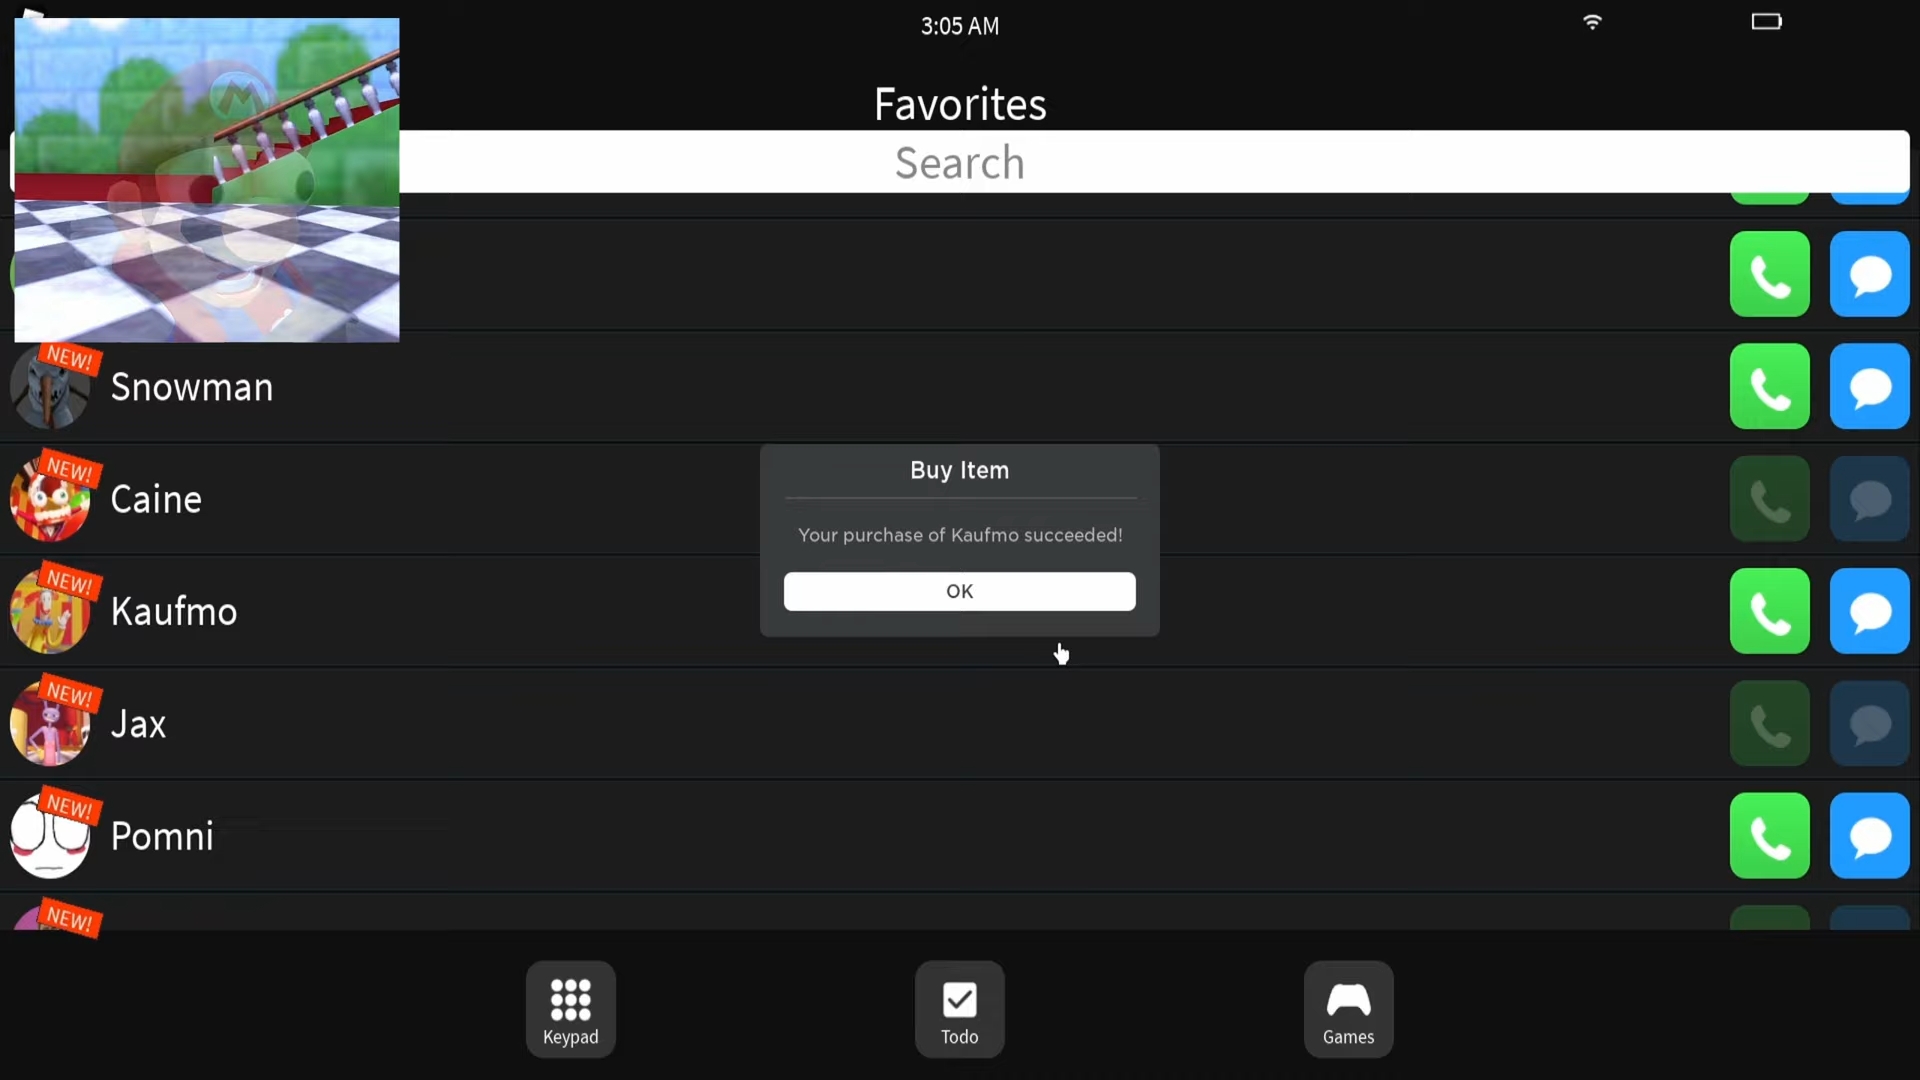 3:05 AM
Favorites
Search
M
NEW!
Snowman
NEW!
Caine
Buy Item
Your purchase of Kaufmo succeeded!
OK
NEW!
Kaufmo
NEW!
Jax
NEW!
Pomni
NEW!
Keypad
Todo
Games